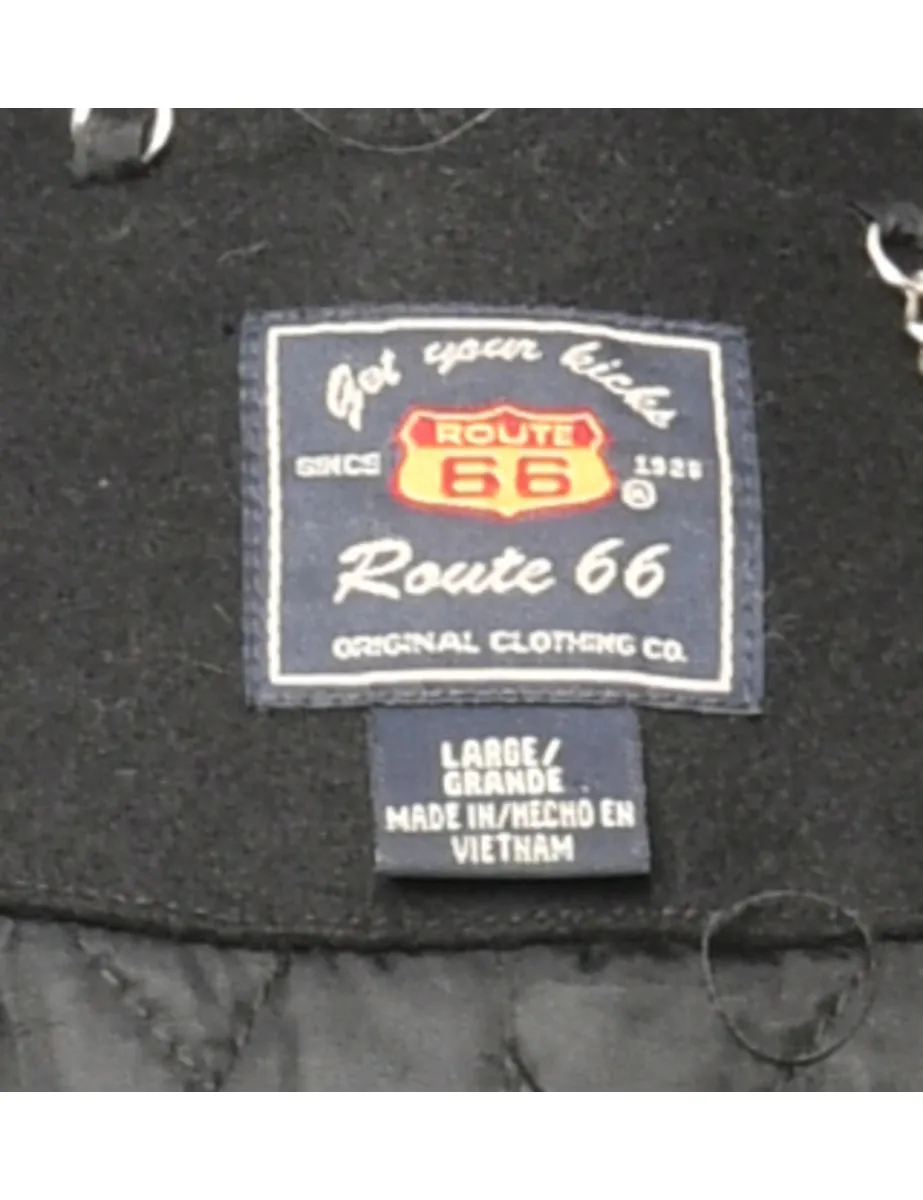 Get your kicks
ROUTE
SINCE 66 1926
®
Route 66
ORIGINAL CLOTHING CO.
LARGE/
GRANDE
MADE IN/HECHO EN
VIETNAM